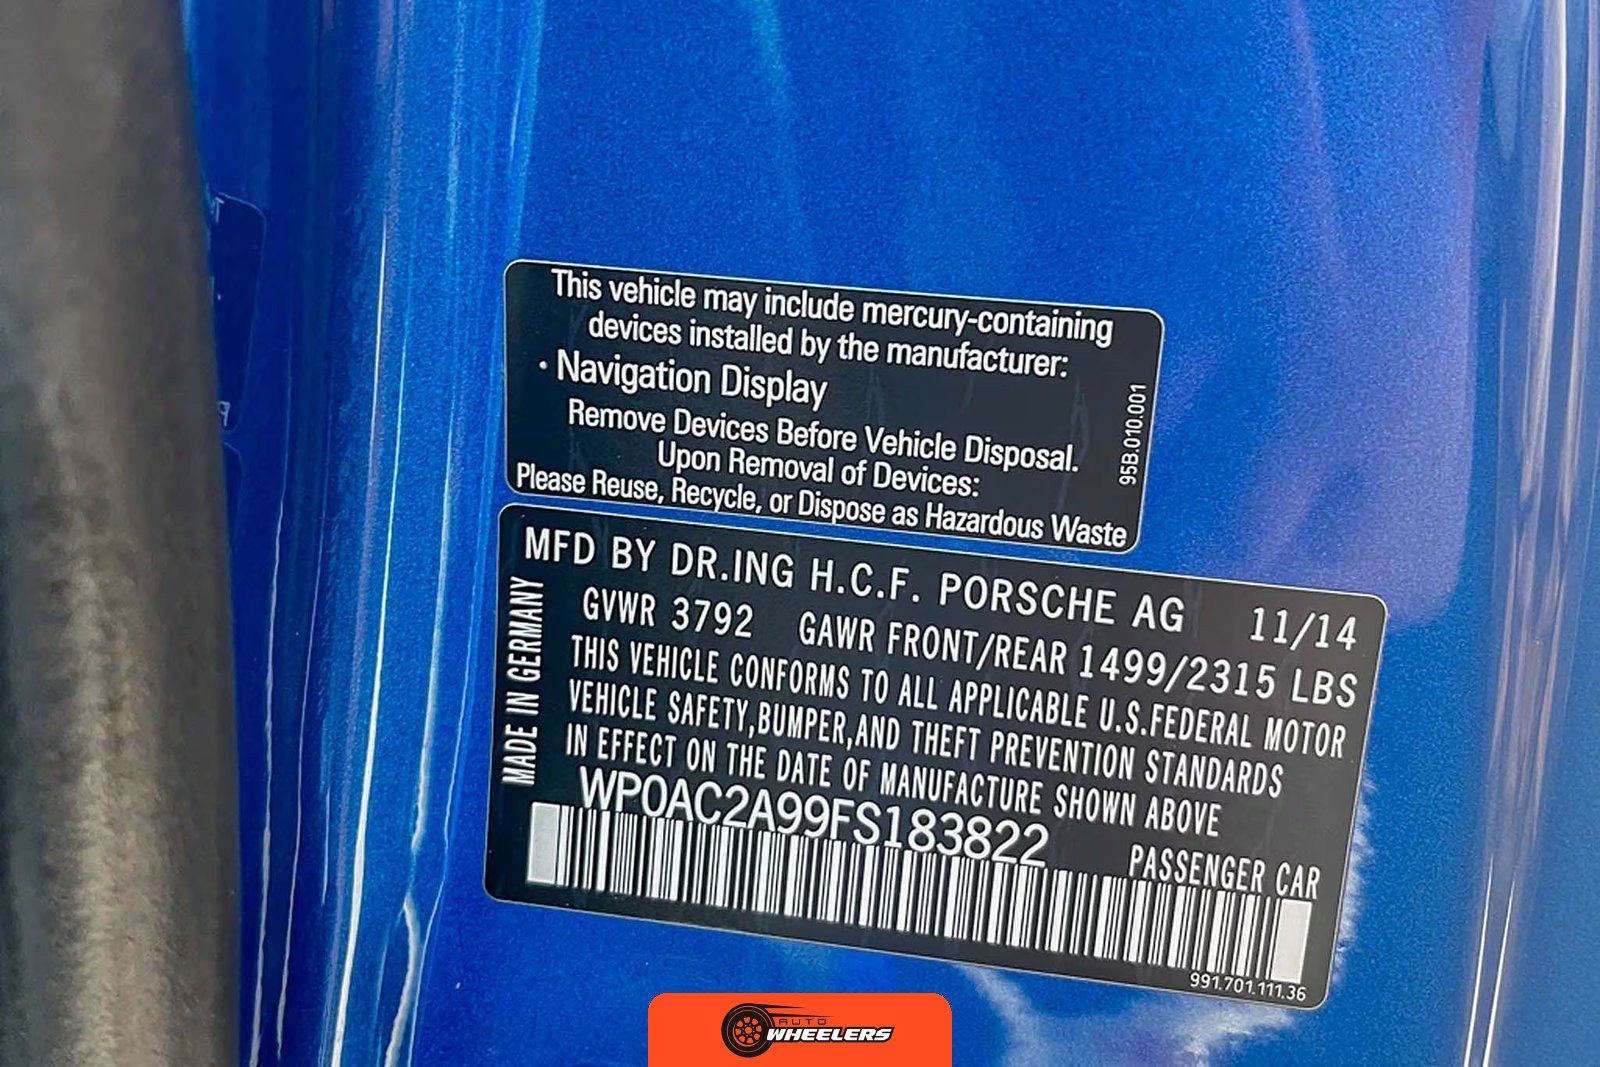 This vehicle may include mercury-containing
devices installed by the manufacturer:
· Navigation Display
Remove Devices Before Vehicle Disposal.
Upon Removal of Devices:
Please Reuse, Recycle, or Dispose as Hazardous Waste
95B.010.001
MFD BY DR.ING H.C.F. PORSCHE AG 11/14
GVWR 3792 GAWR FRONT/REAR 1499/2315 LBS
THIS VEHICLE CONFORMS TO ALL APPLICABLE U.S.FEDERAL MOTOR
VEHICLE SAFETY,BUMPER,AND THEFT PREVENTION STANDARDS
IN EFFECT ON THE DATE OF MANUFACTURE SHOWN ABOVE
MADE IN GERMANY
WP0AC2A99FS183822
PASSENGER CAR
991.701.111.36
AUTO
WHEELERS